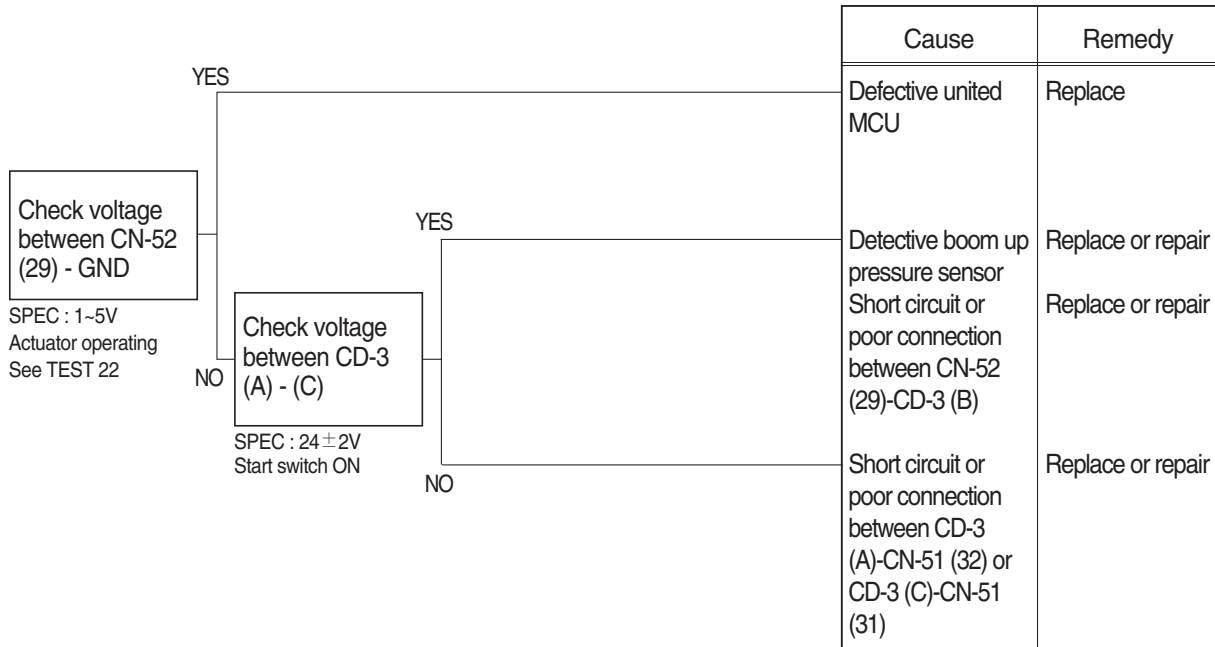 Cause
Remedy
YES
Defective united
MCU
Replace
Check voltage
between CN-52
(29) - GND
SPEC : 1~5V
Actuator operating
See TEST 22
NO
YES
Detective boom up
pressure sensor
Replace or repair
Short circuit or
poor connection
between CN-52
(29)-CD-3 (B)
Replace or repair
Check voltage
between CD-3
(A) - (C)
SPEC : 24±2V
Start switch ON
NO
Short circuit or
poor connection
between CD-3
(A)-CN-51 (32) or
CD-3 (C)-CN-51
(31)
Replace or repair